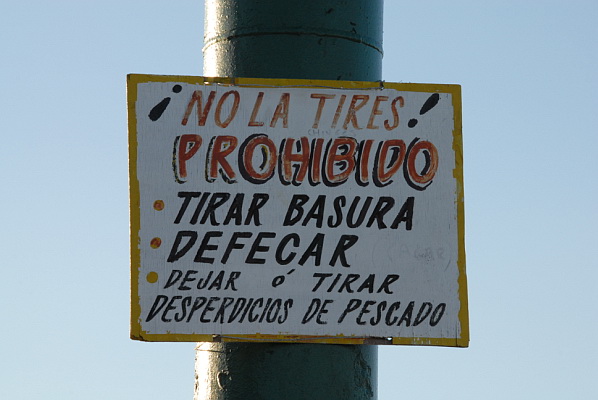 ¡NO LA TIRES!
PROHIBIDO
• TIRAR BASURA
• DEFECAR
• DEJAR ó TIRAR
DESPERDICIOS DE PESCADO